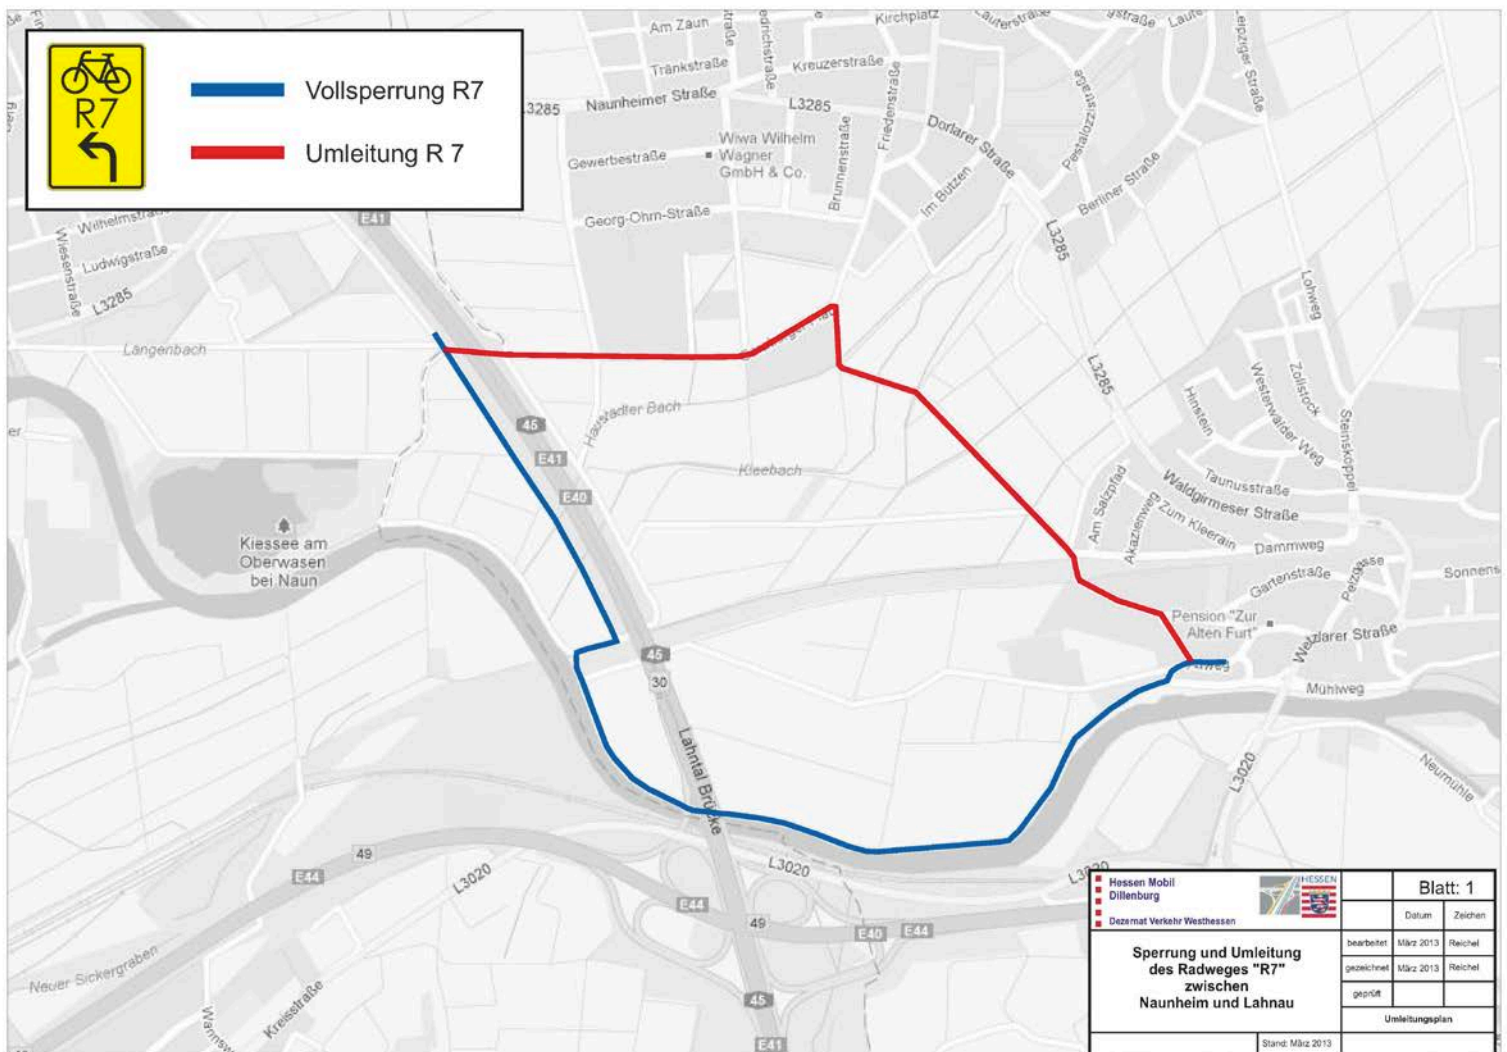 R7
Vollsperrung R7
Umleitung R 7
Am Zaun
Kirchplatz
Tränkstraße
Kreuzerstraße
Naunheimer Straße
L3285
Friedenstraße
Dorlarer Straße
Pestalozzistraße
Leipziger Straße
Gewerbestraße
Wiwa Wilhelm
Wagner
GmbH & Co.
Brunnenstraße
Im Bützen
Berliner Straße
Georg-Ohm-Straße
E41
Wiesenstraße
Ludwigstraße
L3285
L3285
Lohweg
Langenbach
L3285
Zollstock
Westerwälder Weg
Hinstein
Steinsköppel
45
E41
E40
Haustädter Bach
Kleebach
Taunusstraße
Waldgirmeser Straße
Am Salzpfad
Akazienweg
Zum Kleerain
Dammweg
Kiessee am
Oberwasen
bei Naun
Gartenstraße
Pelzgasse
Sonnens
Pension "Zur
Alten Furt"
Wetzlarer Straße
Mühlweg
45
30
Lahntal Brücke
L3020
Neumühle
49
E44
L3020
L3020
E44
49
E40
E44
Neuer Sickergraben
Kreisstraße
45
E41
Hessen Mobil
Dillenburg
Dezernat Verkehr Westhessen
HESSEN
Blatt: 1
Datum Zeichen
bearbeitet März 2013 Reichel
gezeichnet März 2013 Reichel
geprüft
Sperrung und Umleitung
des Radweges "R7"
zwischen
Naunheim und Lahnau
Umleitungsplan
Stand: März 2013